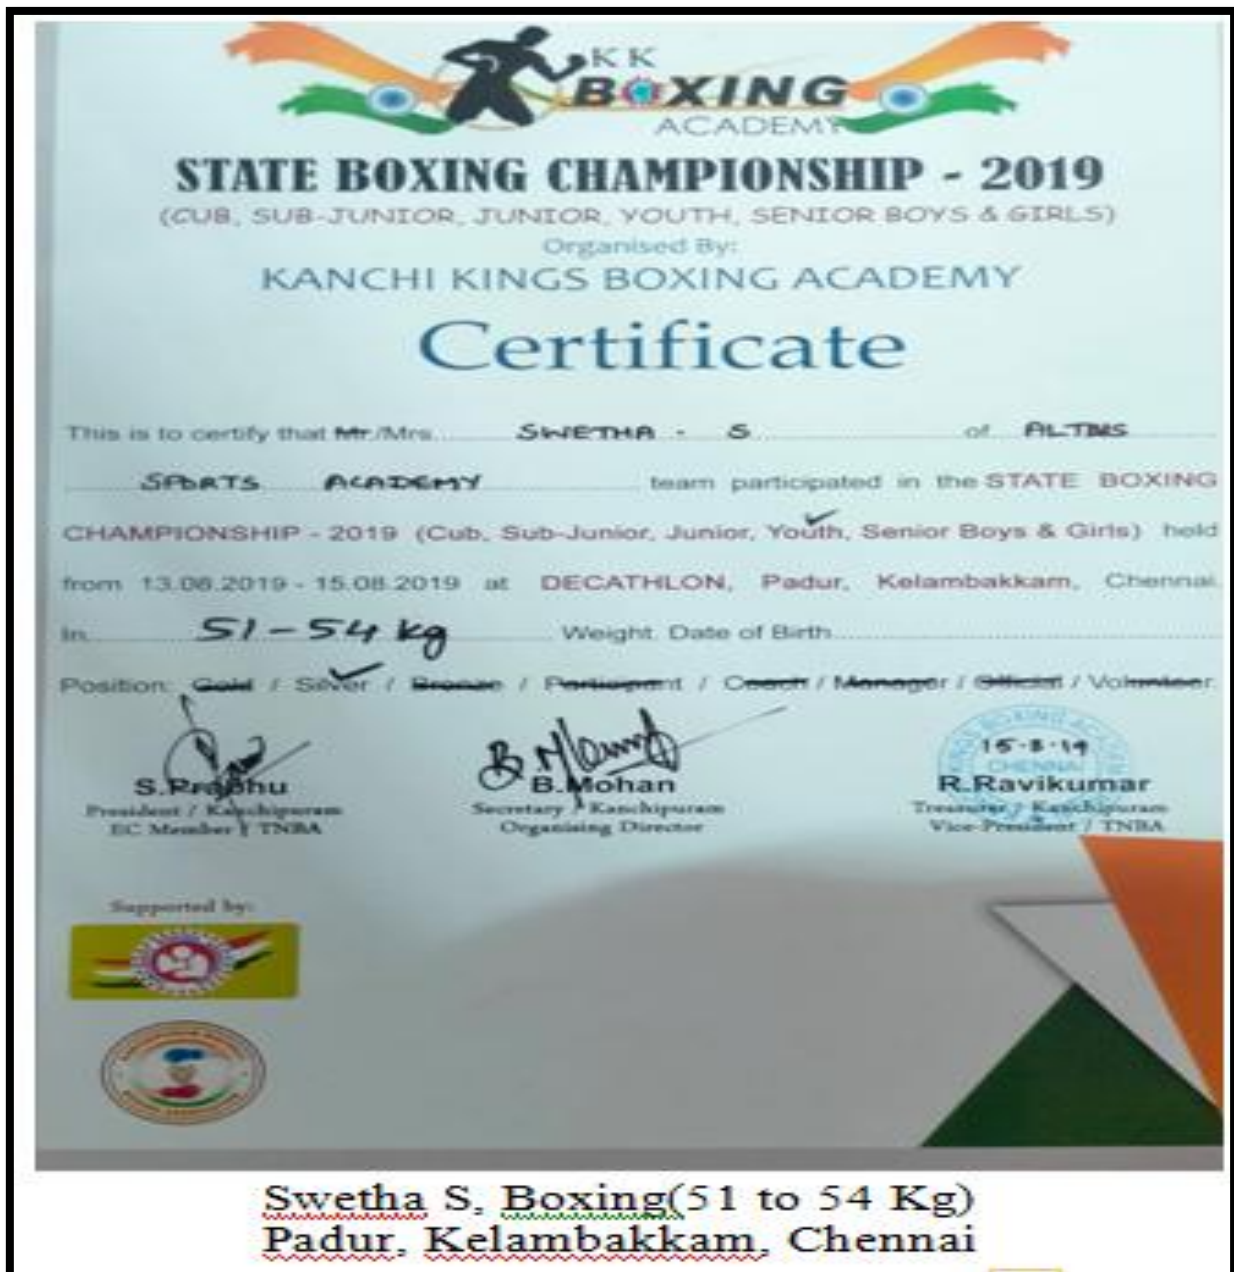 KK
BOXING
ACADEMY
STATE BOXING CHAMPIONSHIP - 2019
(CUB, SUB-JUNIOR, JUNIOR, YOUTH, SENIOR BOYS & GIRLS)
Organised By:
KANCHI KINGS BOXING ACADEMY
Certificate
This is to certify that Mr./Mrs. SWETHA - S of
SPORTS ACADEMY team participated in the STATE BOXING
CHAMPIONSHIP - 2019 (Cub, Sub-Junior, Junior, Youth, Senior Boys & Girls) held
from 13.08.2019 - 15.08.2019 at DECATHLON, Padur, Kelambakkam, Chennai.
In 51-54 kg Weight. Date of Birth
Position: Gold / Silver / Bronze / Participant / Coach / Manager / Official / Volunteer.
15-8-19
CHENNAI
S.Prabhu B.Mohan R.Ravikumar
President / Kanchipuram Secretary / Kanchipuram Treasurer / Kanchipuram
EC Member / TNBA Organising Director Vice-President / TNBA
Supported by:
Swetha S, Boxing(51 to 54 Kg)
Padur, Kelambakkam, Chennai